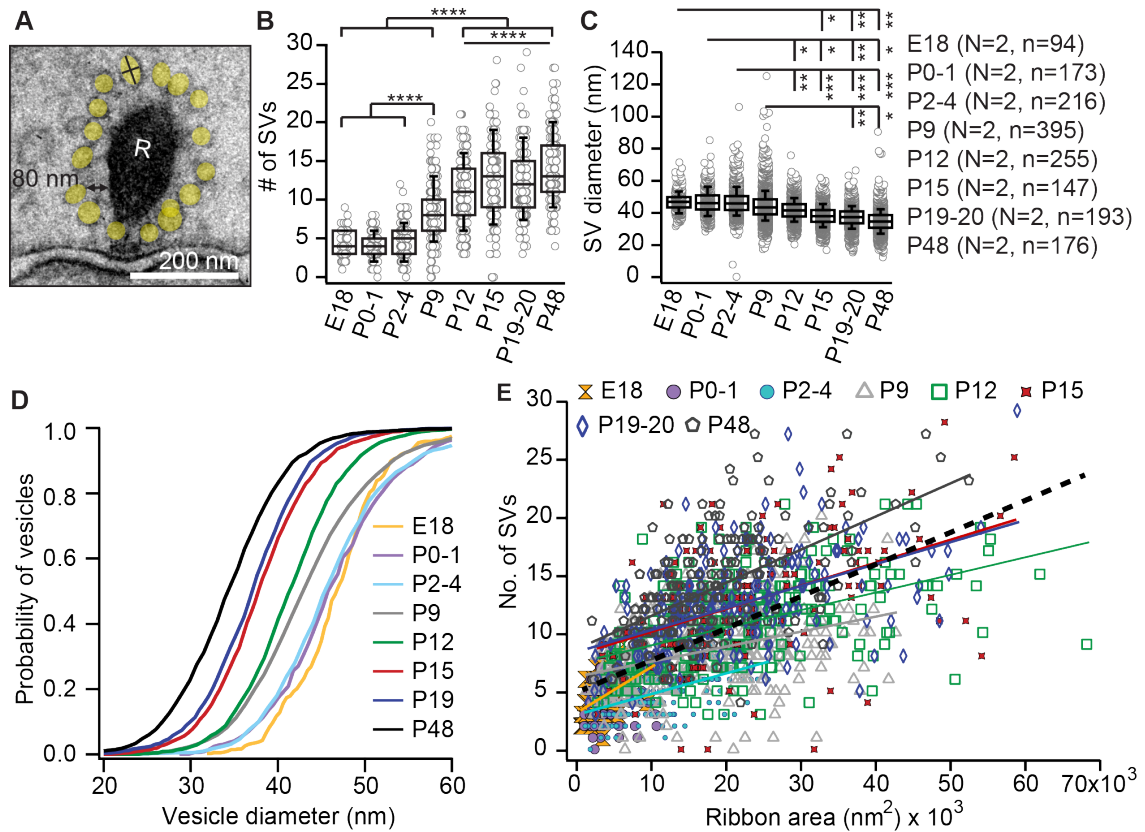 A
R
80 nm
200 nm
B
****
****
****
# of SVs
30
25
20
15
10
5
0
E18
P0-1
P2-4
P9
P12
P15
P19-20
P48
C
* ** **
* * ** *
** *** **** ****
** *
SV diameter (nm)
140
120
100
80
60
40
20
0
E18
P0-1
P2-4
P9
P12
P15
P19-20
P48
E18 (N=2, n=94)
P0-1 (N=2, n=173)
P2-4 (N=2, n=216)
P9 (N=2, n=395)
P12 (N=2, n=255)
P15 (N=2, n=147)
P19-20 (N=2, n=193)
P48 (N=2, n=176)
D
Probability of vesicles
1.0
0.8
0.6
0.4
0.2
0.0
20 30 40 50 60
Vesicle diameter (nm)
E18
P0-1
P2-4
P9
P12
P15
P19
P48
E
E18 P0-1 P2-4 P9 P12 P15
P19-20 P48
No. of SVs
30
25
20
15
10
5
0
0 10 20 30 40 50 60 70x10³
Ribbon area (nm²) x 10³